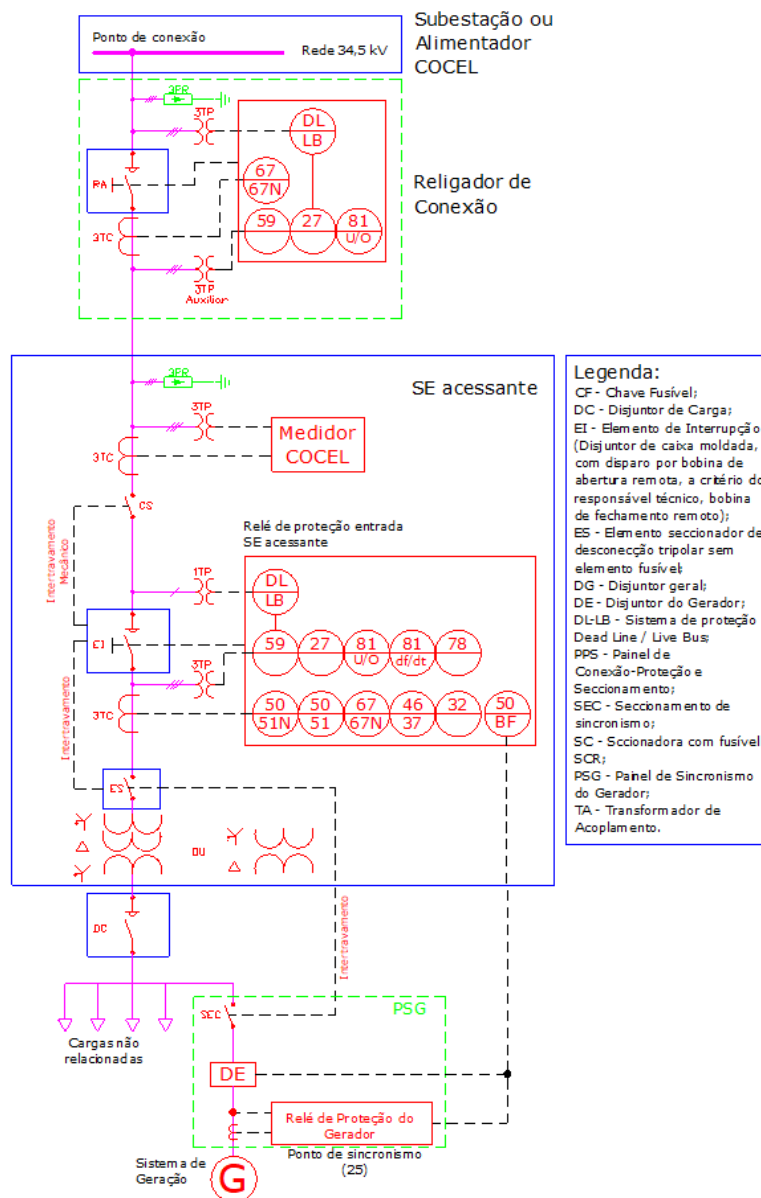 Subestação ou
Alimentador
COCEL
Ponto de conexão
Rede 34,5 kV
3PR
3TP
DL
LB
RA
67
67N
Religador de
Conexão
59
27
81
U/O
3TC
3TP
Auxiliar
SE acessante
3PR
3TP
Medidor
COCEL
3TC
CS
Intertravamento
Mecânico
Relé de proteção entrada
SE acessante
1TP
DL
LB
EI
59
27
81
U/O
81
df/dt
78
3TP
3TC
50
51N
50
51
67
67N
46
37
32
50
BF
Intertravamento
ES
OU
DC
Intertravamento
Cargas não
relacionadas
SEC
PSG
DE
Relé de Proteção do
Gerador
Ponto de sincronismo
(25)
Sistema de
Geração
G
Legenda:
CF - Chave Fusível;
DC - Disjuntor de Carga;
EI - Elemento de Interrupção
(Disjuntor de caixa moldada,
com disparo por bobina de
abertura remota, a critério do
responsável técnico, bobina
de fechamento remoto);
ES - Elemento seccionador de
desconecção tripolar sem
elemento fusível;
DG - Disjuntor geral;
DE - Disjuntor do Gerador;
DL-LB - Sistema de proteção
Dead Line / Live Bus;
PPS - Painel de
Conexão-Proteção e
Seccionamento;
SEC - Seccionamento de
sincronismo;
SC - Sccionadora com fusível
SCR;
PSG - Painel de Sincronismo
do Gerador;
TA - Transformador de
Acoplamento.